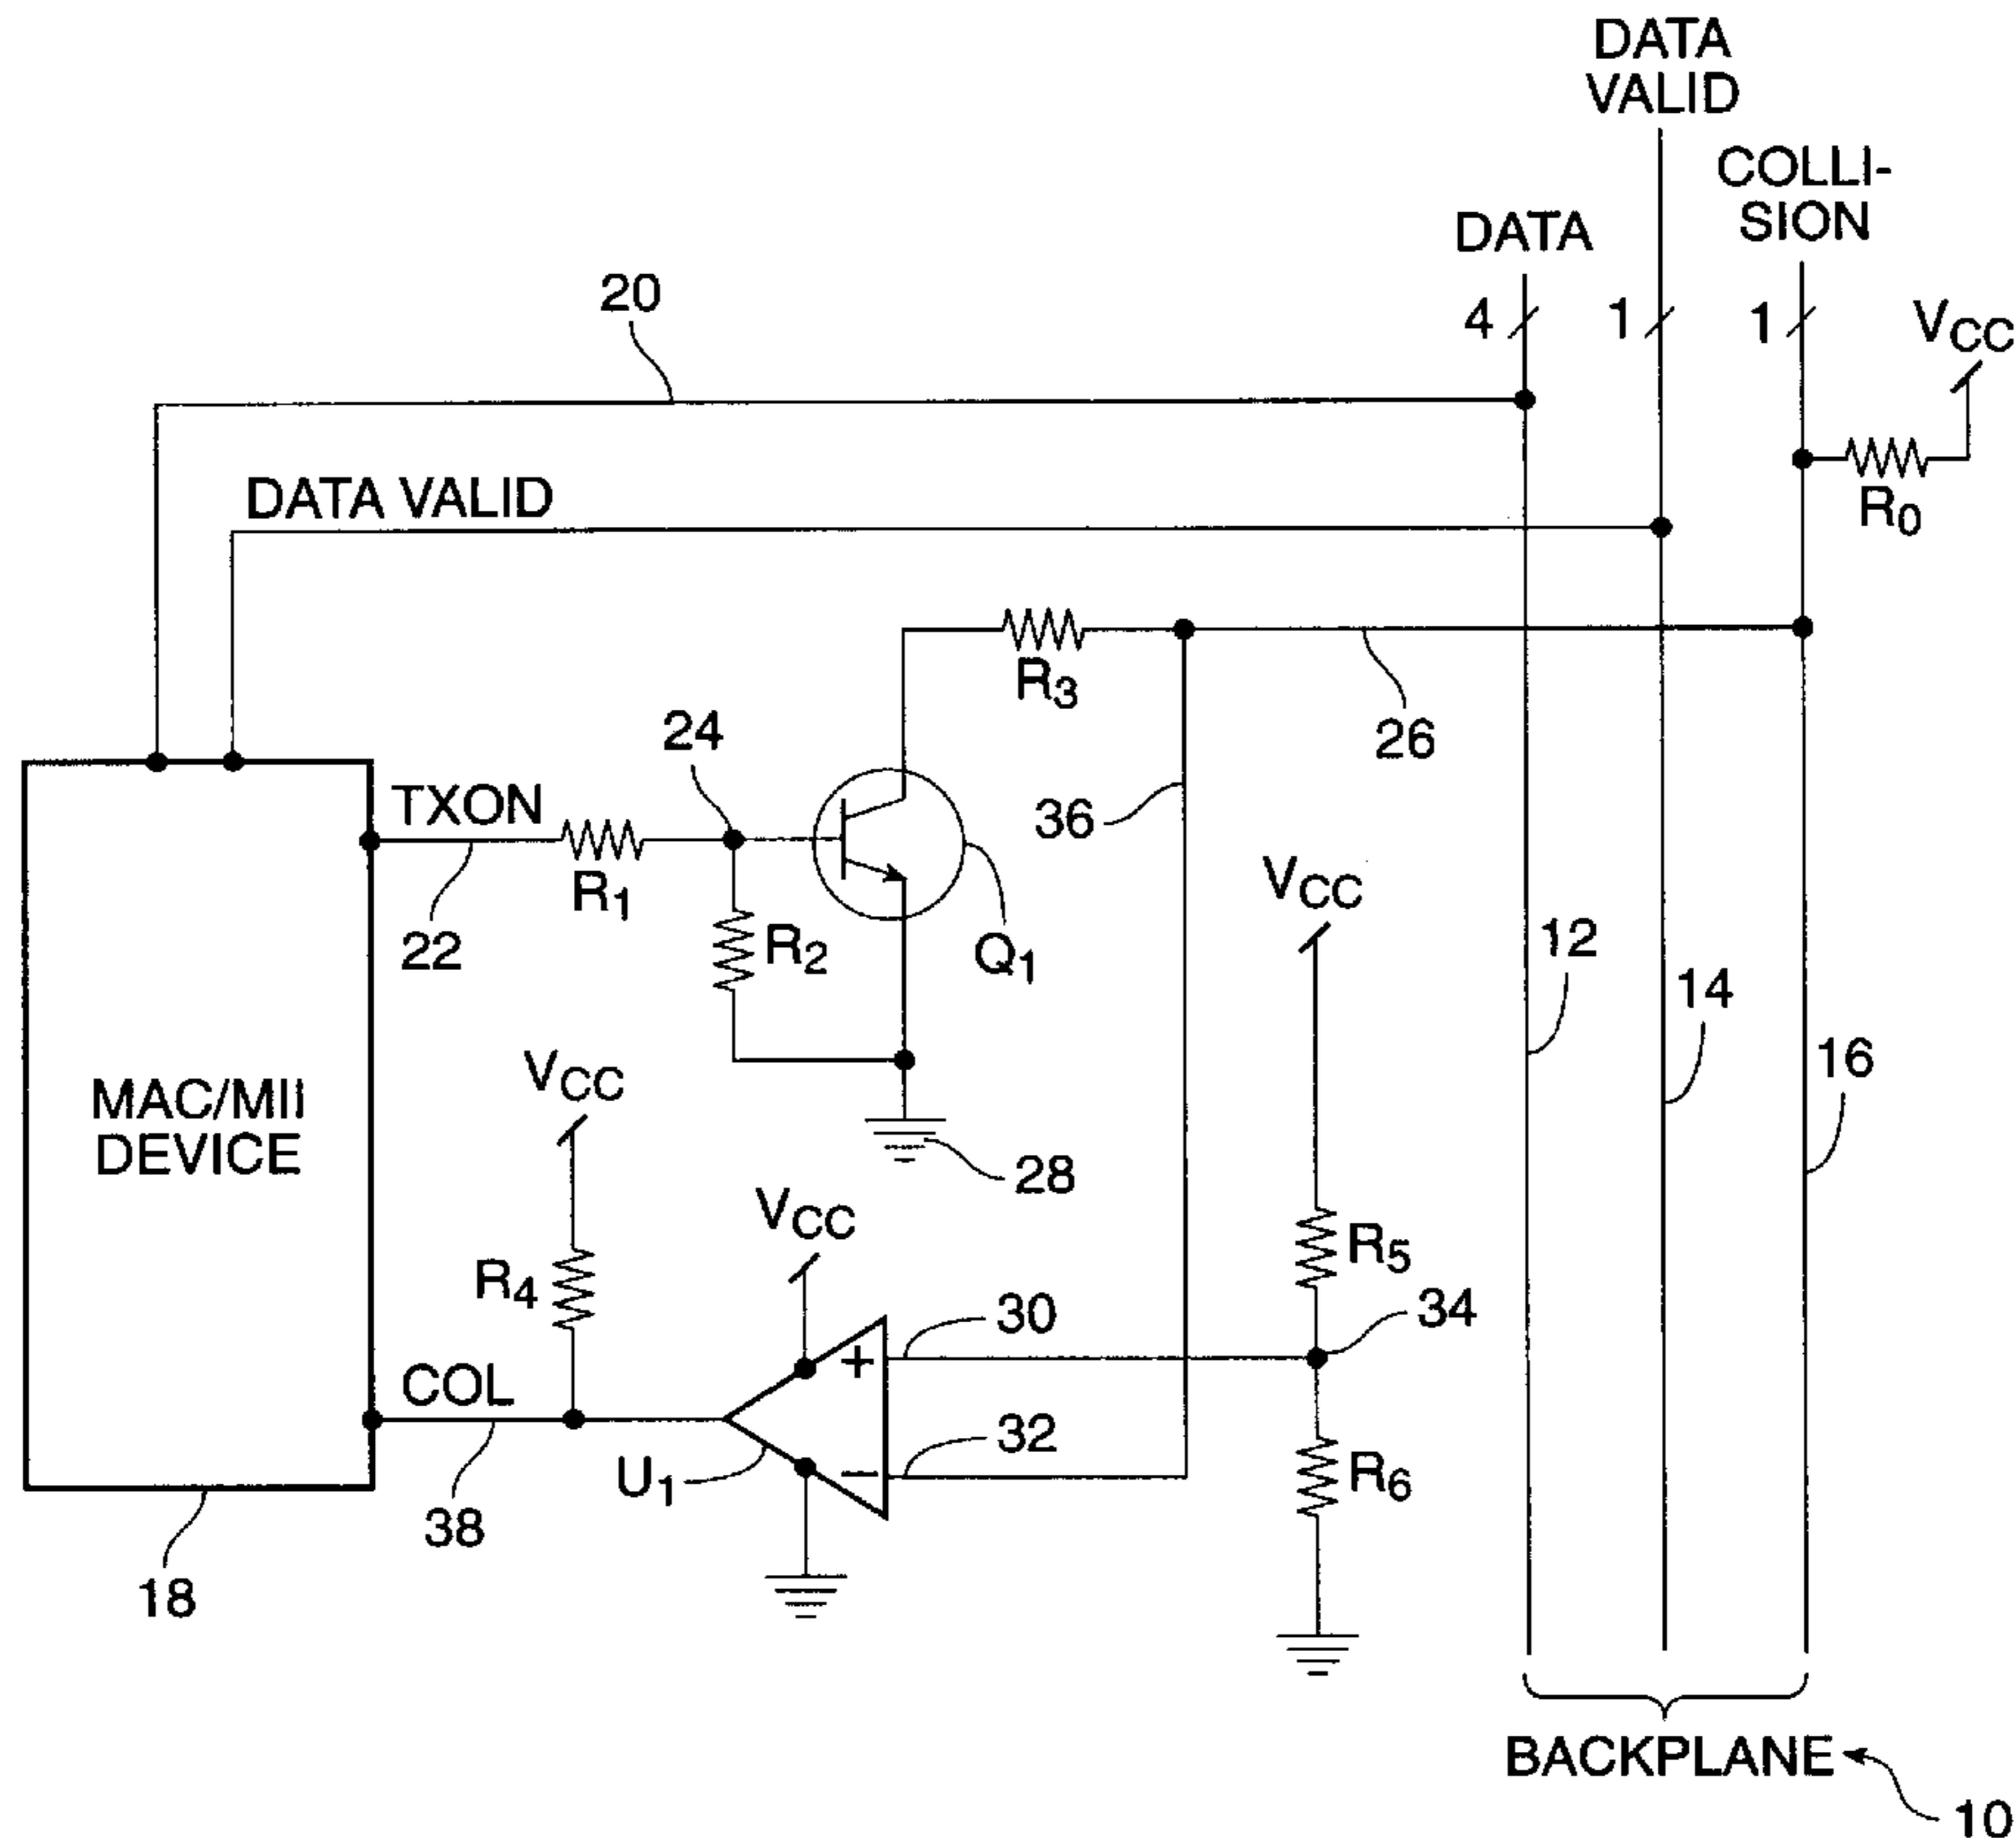 DATA
VALID
COLLI-
SION
DATA
20
4
1
1
VCC
DATA VALID
R0
R3
26
24
TXON
36
R1
VCC
22
R2
Q1
12
14
16
VCC
MAC/MII
DEVICE
28
VCC
R5
R4
30
34
COL
32
U1
R6
38
18
BACKPLANE
10